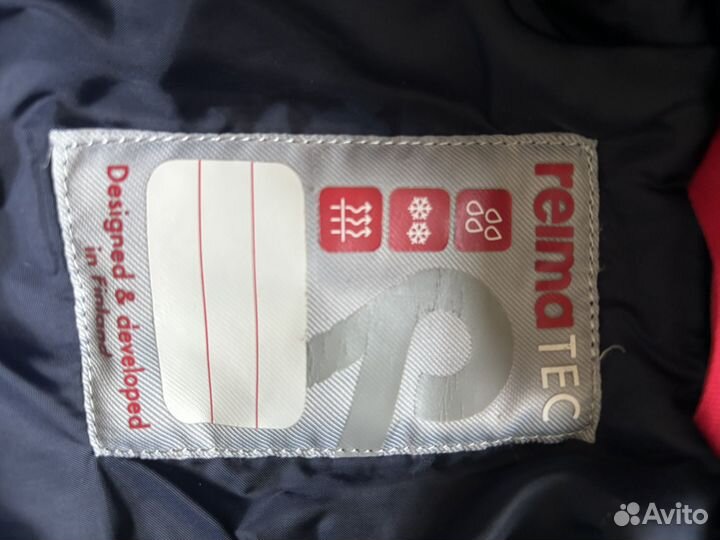 reima TEC
Designed & developed
in Finland
Avito